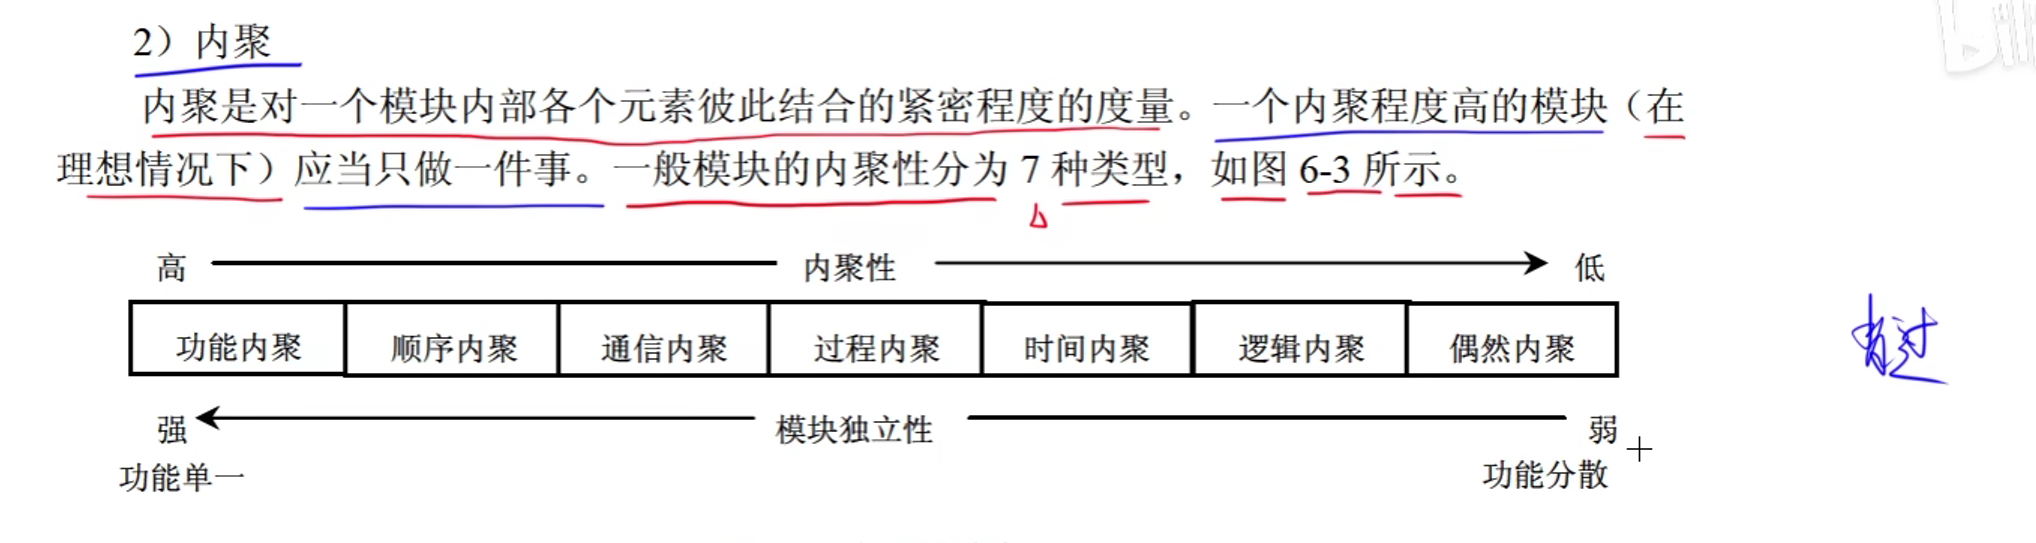 2）内聚
内聚是对一个模块内部各个元素彼此结合的紧密程度的度量。一个内聚程度高的模块（在
理想情况下）应当只做一件事。一般模块的内聚性分为 7 种类型，如图 6-3 所示。
高 内聚性 低
功能内聚 顺序内聚 通信内聚 过程内聚 时间内聚 逻辑内聚 偶然内聚
强 模块独立性 弱
功能单一 功能分散